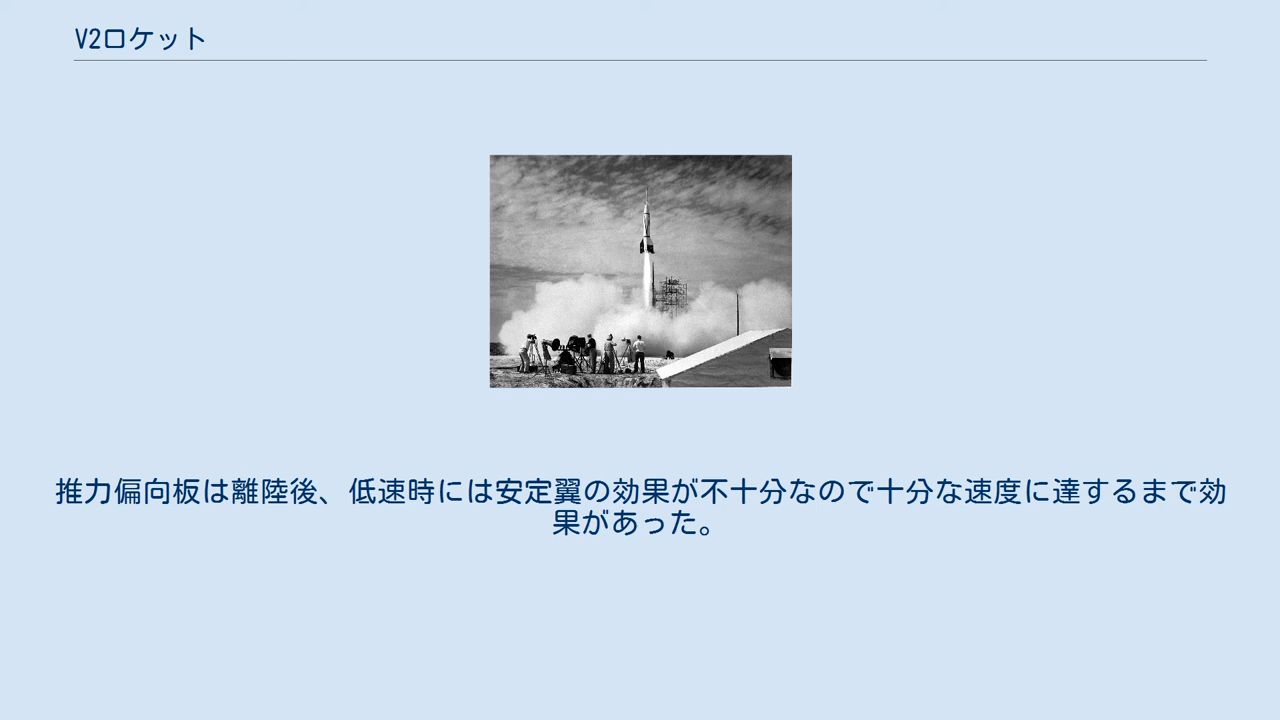 V2ロケット
推力偏向板は離陸後、低速時には安定翼の効果が不十分なので十分な速度に達するまで効
果があった。